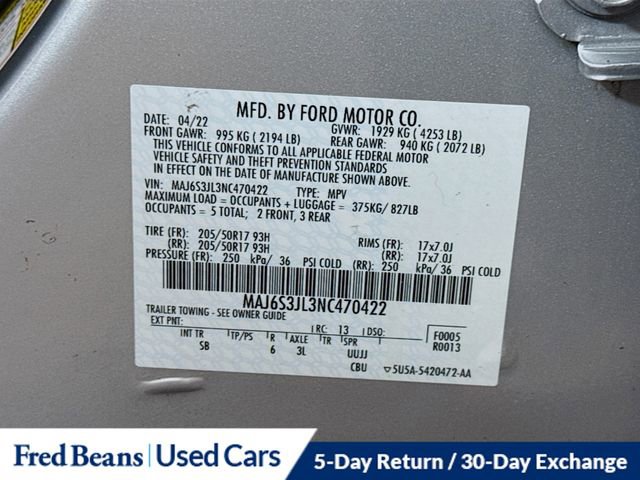 MFD. BY FORD MOTOR CO.
DATE: 04/22 GVWR: 1929 KG ( 4253 LB)
FRONT GAWR: 995 KG ( 2194 LB) REAR GAWR: 940 KG ( 2072 LB)
THIS VEHICLE CONFORMS TO ALL APPLICABLE FEDERAL MOTOR
VEHICLE SAFETY AND THEFT PREVENTION STANDARDS
IN EFFECT ON THE DATE OF MANUFACTURE SHOWN ABOVE.
VIN: MAJ6S3JL3NC470422 TYPE: MPV
MAXIMUM LOAD = OCCUPANTS + LUGGAGE = 375KG/ 827LB
OCCUPANTS = 5 TOTAL; 2 FRONT, 3 REAR
TIRE (FR): 205/50R17 93H RIMS (FR): 17x7.0J
(RR): 205/50R17 93H (RR): 17x7.0J
PRESSURE (FR): 250 kPa/ 36 PSI COLD (RR): 250 kPa/ 36 PSI COLD
MAJ6S3JL3NC470422
TRAILER TOWING - SEE OWNER GUIDE
EXT PNT: RC: 13 DSO: F0005
R0013
INT TR TP/PS R AXLE TR SPR
SB 6 3L UUJJ
CBU ▽5U5A-5420472-AA
Fred Beans | Used Cars 5-Day Return / 30-Day Exchange